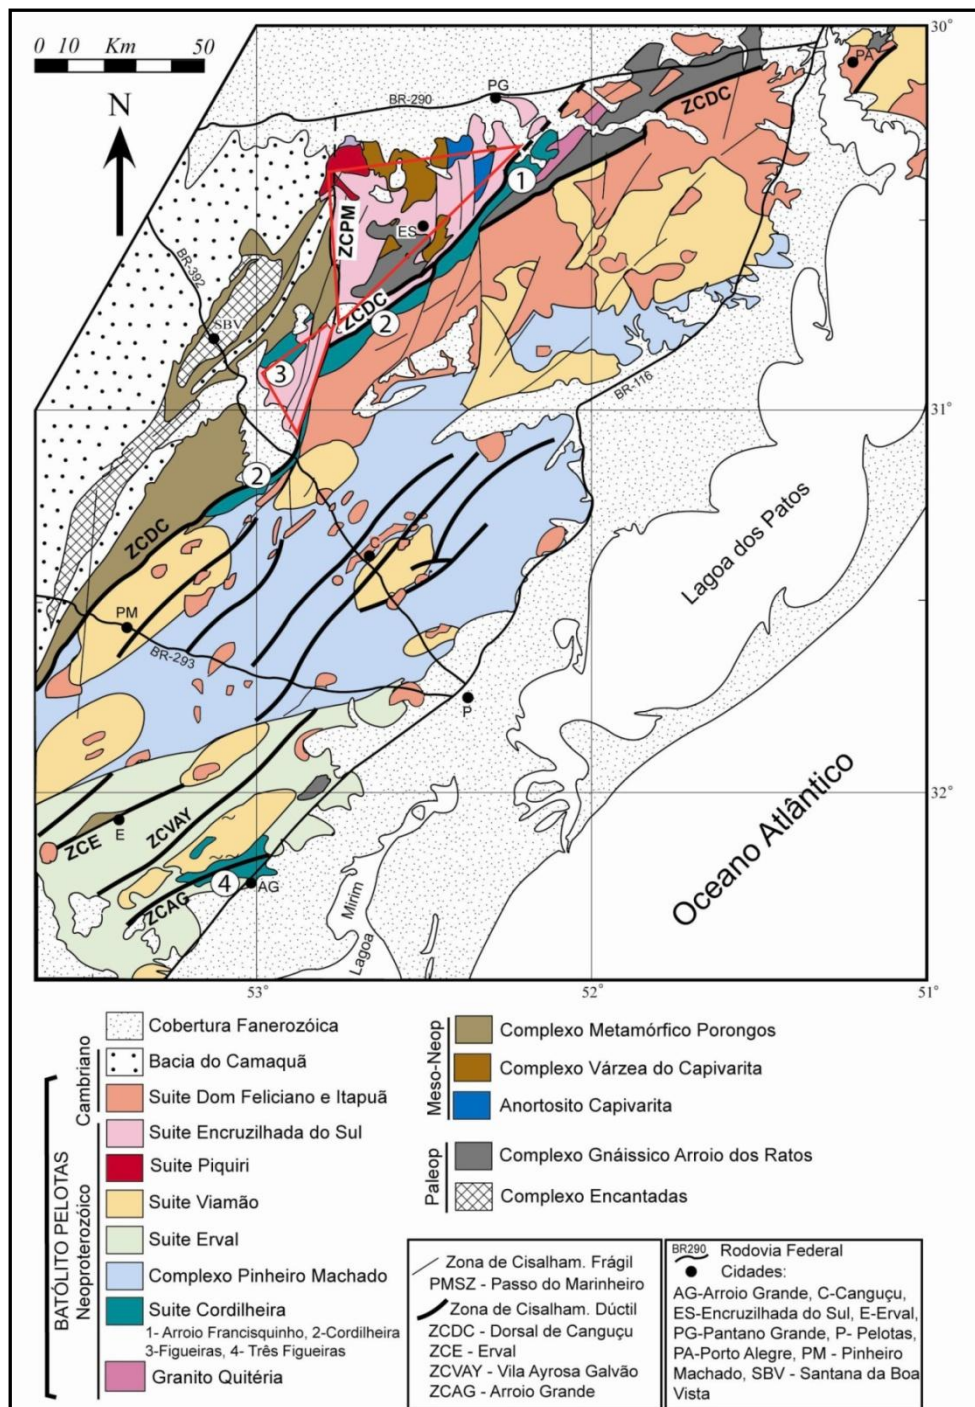 0 10 Km 50
N
30°
PA
PG
BR-290
ZCDC
1
ZCPM
ES
BR-392
SBV
ZCDC
2
3
BR-116
31°
2
ZCDC
C
PM
BR-293
P
Lagoa dos Patos
Oceano Atlântico
32°
ZCE
E
ZCVAY
ZCAG
4
AG
Lagoa Mirim
53°
52°
51°
Cobertura Fanerozóica
Bacia do Camaquã
Suite Dom Feliciano e Itapuã
Suite Encruzilhada do Sul
Suite Piquiri
Suite Viamão
Suite Erval
Complexo Pinheiro Machado
Suite Cordilheira
1- Arroio Francisquinho, 2-Cordilheira
3-Figueiras, 4- Três Figueiras
Granito Quitéria
Cambriano
Neoproterozóico
BATÓLITO PELOTAS
Complexo Metamórfico Porongos
Complexo Várzea do Capivarita
Anortosito Capivarita
Meso-Neop
Complexo Gnáissico Arroio dos Ratos
Complexo Encantadas
Paleop
Zona de Cisalham. Frágil
PMSZ - Passo do Marinheiro
Zona de Cisalham. Dúctil
ZCDC - Dorsal de Canguçu
ZCE - Erval
ZCVAY - Vila Ayrosa Galvão
ZCAG - Arroio Grande
BR290 Rodovia Federal
Cidades:
AG-Arroio Grande, C-Canguçu,
ES-Encruzilhada do Sul, E-Erval,
PG-Pantano Grande, P- Pelotas,
PA-Porto Alegre, PM - Pinheiro
Machado, SBV - Santana da Boa
Vista